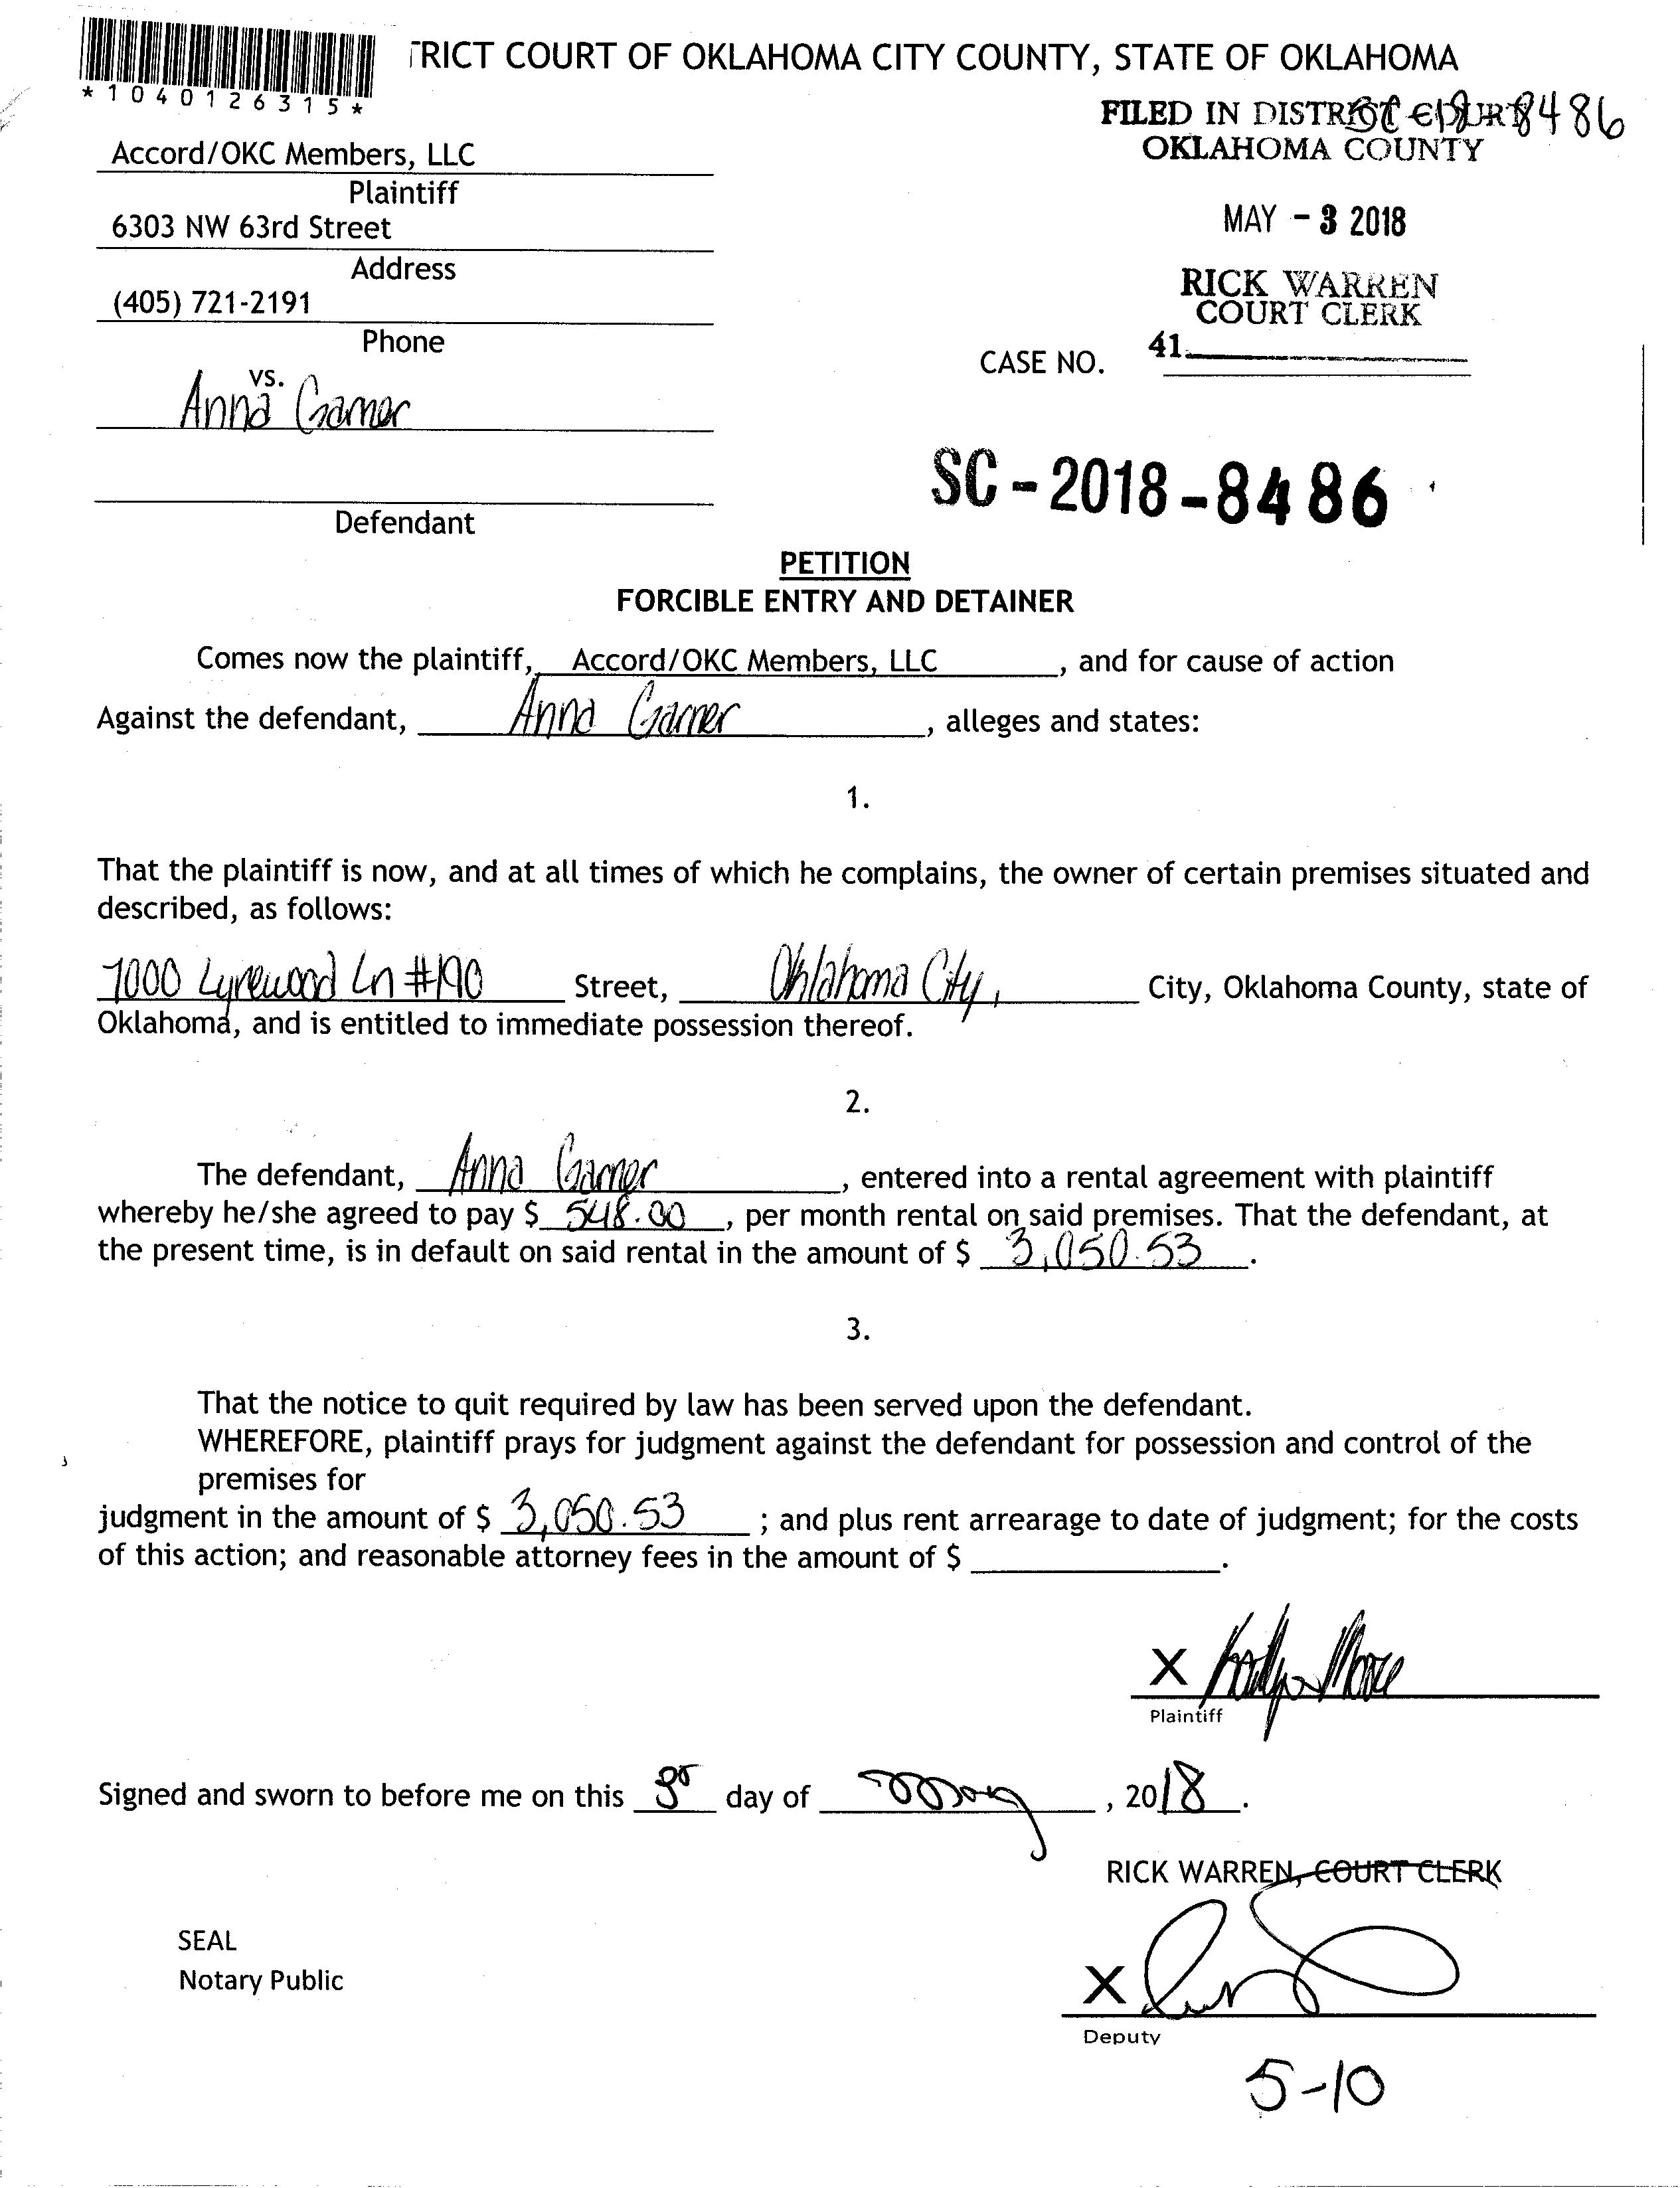 TRICT COURT OF OKLAHOMA CITY COUNTY, STATE OF OKLAHOMA
*1040126315*
FILED IN DISTRICT COURT
8486
OKLAHOMA COUNTY
Accord/OKC Members, LLC
Plaintiff
6303 NW 63rd Street
Address
(405) 721-2191
Phone
MAY - 3 2018
RICK WARREN
COURT CLERK
CASE NO. 41
vs.
Anna Garner
Defendant
SC-2018-8486
PETITION
FORCIBLE ENTRY AND DETAINER
Comes now the plaintiff, Accord/OKC Members, LLC, and for cause of action
Against the defendant, Anna Garner, alleges and states:
1.
That the plaintiff is now, and at all times of which he complains, the owner of certain premises situated and
described, as follows:
7000 Lyrewood Ln #190 Street, Oklahoma City, City, Oklahoma County, state of
Oklahoma, and is entitled to immediate possession thereof.
2.
The defendant, Anna Garner, entered into a rental agreement with plaintiff
whereby he/she agreed to pay $ 548.00, per month rental on said premises. That the defendant, at
the present time, is in default on said rental in the amount of $ 3,050.53.
3.
That the notice to quit required by law has been served upon the defendant.
WHEREFORE, plaintiff prays for judgment against the defendant for possession and control of the
premises for
judgment in the amount of $ 3,050.53; and plus rent arrearage to date of judgment; for the costs
of this action; and reasonable attorney fees in the amount of $ .
X
Plaintiff
Signed and sworn to before me on this 3 day of May, 2018.
RICK WARREN, COURT CLERK
SEAL
Notary Public
X
Deputy
5-10